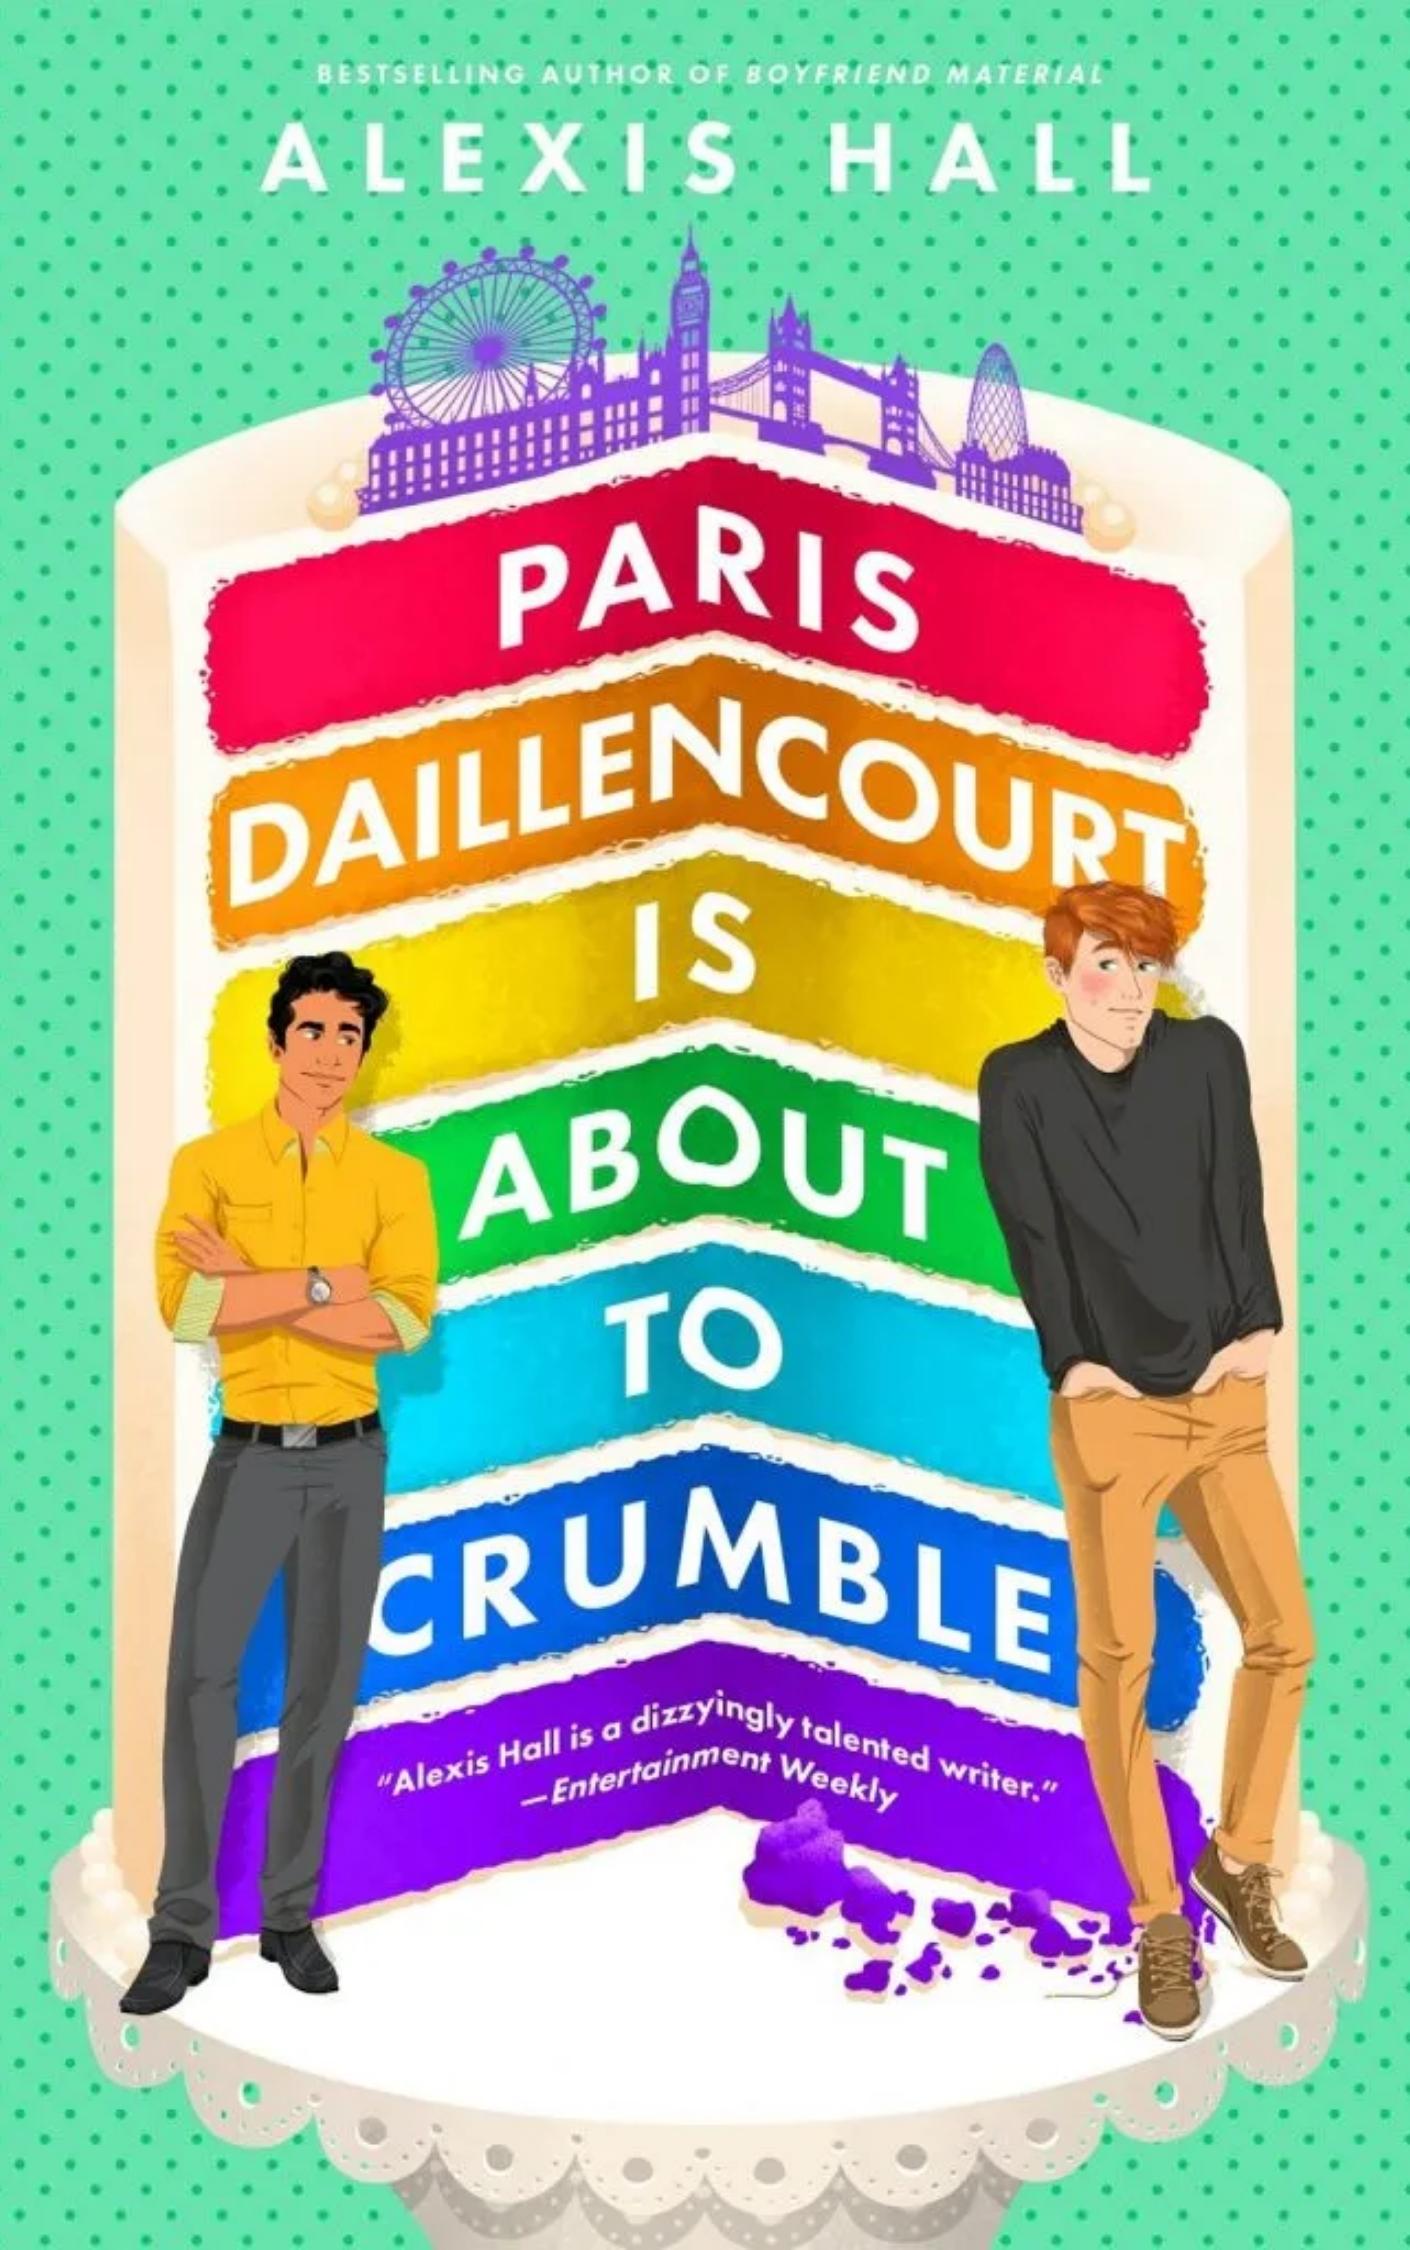 BESTSELLING AUTHOR OF BOYFRIEND MATERIAL
ALEXIS HALL
PARIS
DAILLENCOURT
IS
ABOUT
TO
CRUMBLE
“Alexis Hall is a dizzyingly talented writer.”
—Entertainment Weekly